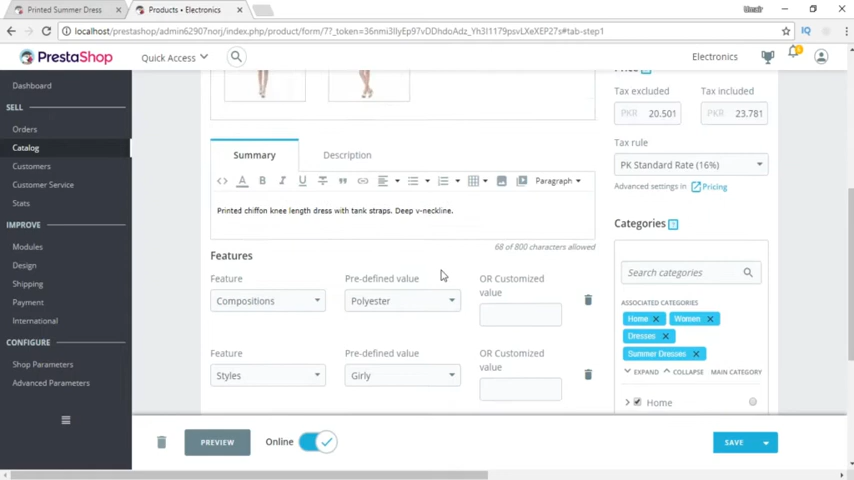 Printed Summer Dress
Products • Electronics
Umair
localhost/prestashop/admin62907norj/index.php/product/form/7?_token=36nmi3IlyEp97vDDhdoAdz_Yh3I1179psvLXeXEP27s#tab-step1
PrestaShop
Quick Access
Electronics
Dashboard
SELL
Orders
Catalog
Customers
Customer Service
Stats
IMPROVE
Modules
Design
Shipping
Payment
International
CONFIGURE
Shop Parameters
Advanced Parameters
Summary
Description
Paragraph
Printed chiffon knee length dress with tank straps. Deep v-neckline.
68 of 800 characters allowed
Features
Feature
Pre-defined value
OR Customized
value
Compositions
Polyester
Feature
Pre-defined value
OR Customized
value
Styles
Girly
Tax excluded
Tax included
PKR 20.501
PKR 23.781
Tax rule
PK Standard Rate (16%)
Advanced settings in Pricing
Categories
Search categories
ASSOCIATED CATEGORIES
Home
Women
Dresses
Summer Dresses
EXPAND
COLLAPSE
MAIN CATEGORY
Home
PREVIEW
Online
SAVE